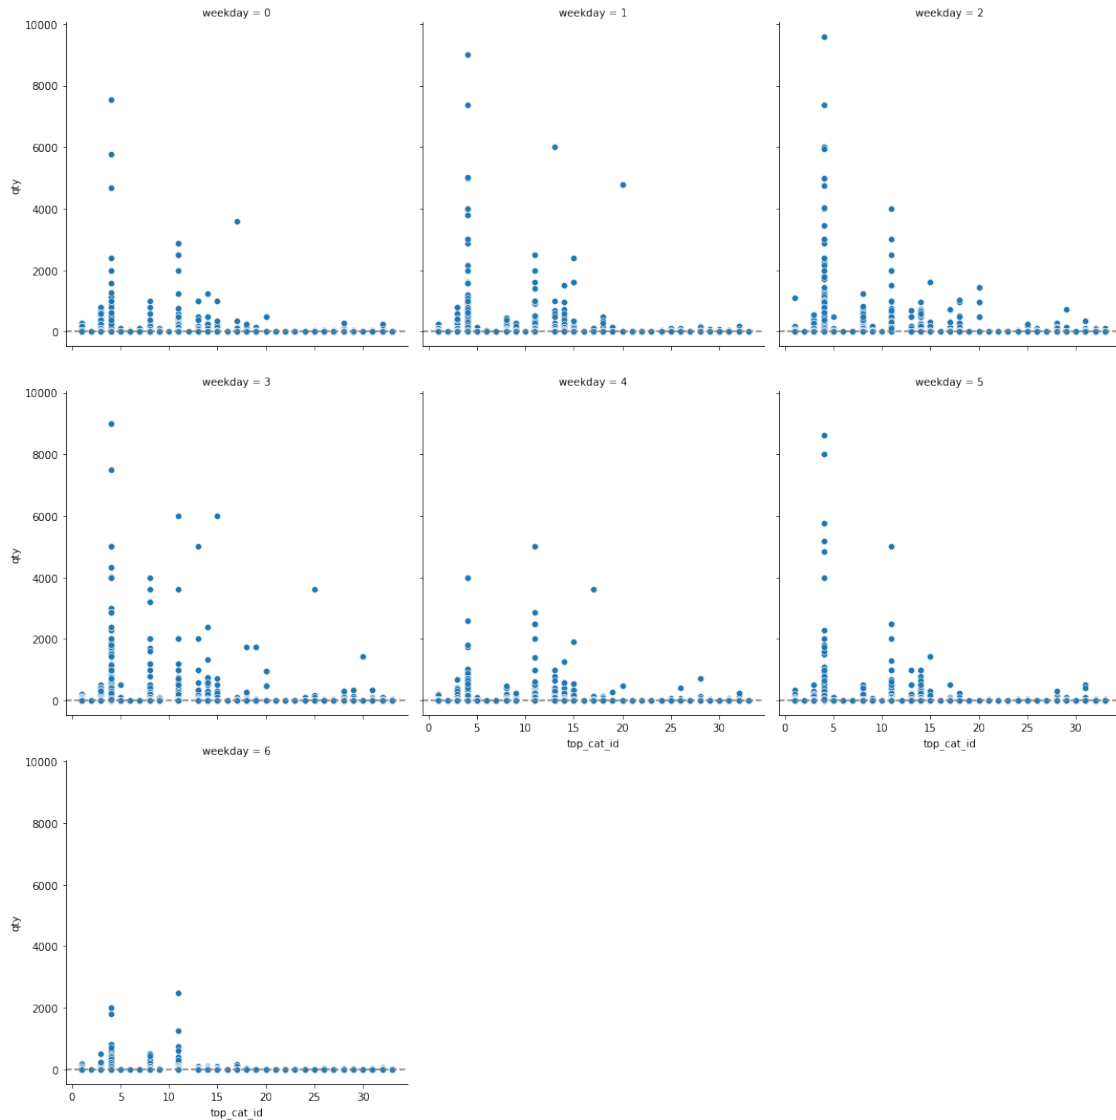 weekday = 0 weekday = 1 weekday = 2
10000
8000
6000
4000
2000
0
qty
weekday = 3 weekday = 4 weekday = 5
10000
8000
6000
4000
2000
0
qty
0 5 10 15 20 25 30 0 5 10 15 20 25 30
top_cat_id top_cat_id
weekday = 6
10000
8000
6000
4000
2000
0
qty
0 5 10 15 20 25 30
top_cat_id